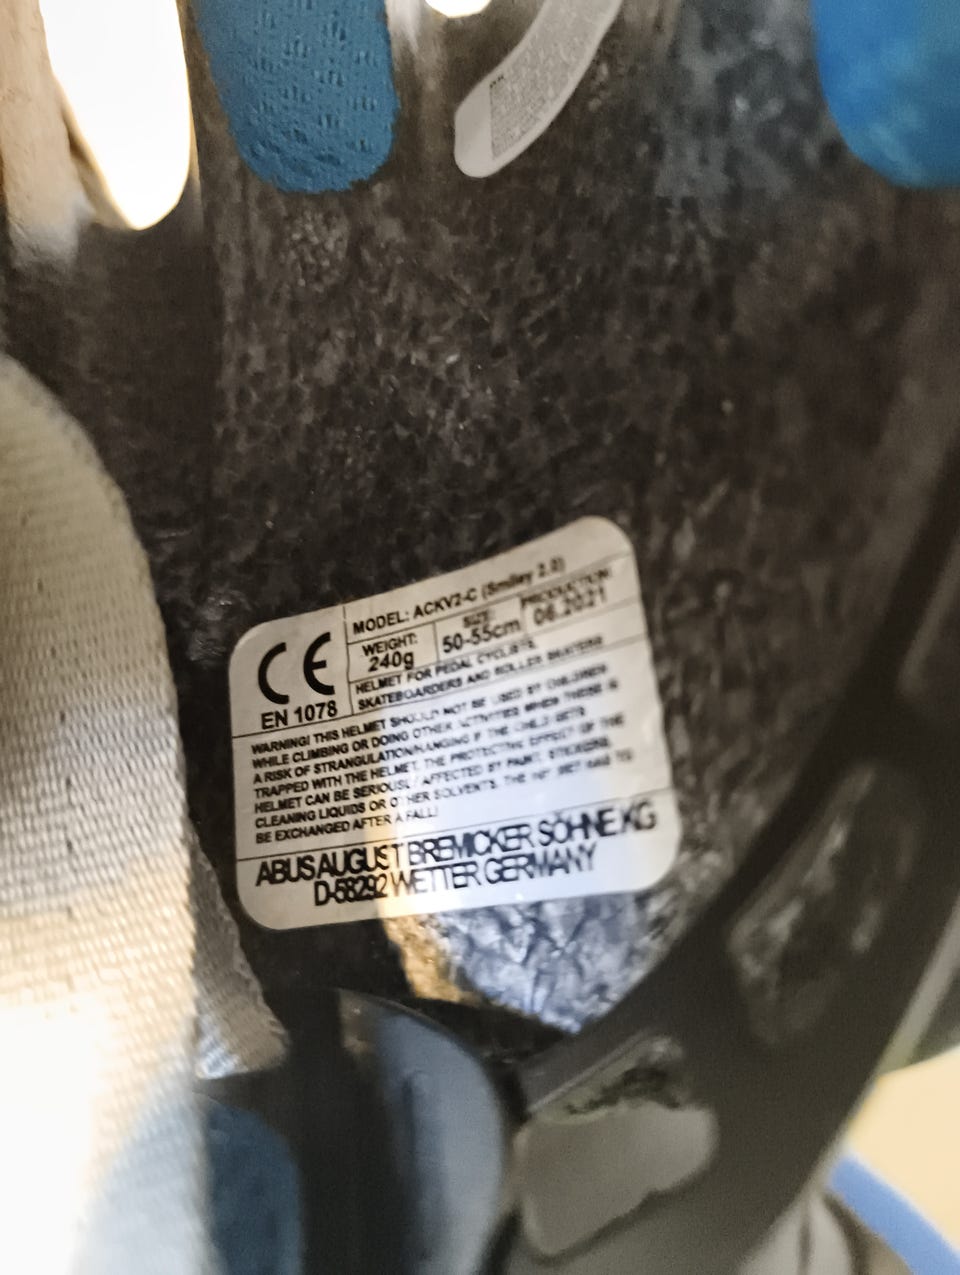 CE
EN 1078
MODEL: ACKV2-C (Smiley 2.0)
WEIGHT:
240g
SIZE:
50-55cm
PRODUCTION:
06.2021
HELMET FOR PEDAL CYCLISTS,
SKATEBOARDERS AND ROLLER SKATERS
WARNING! THIS HELMET SHOULD NOT BE USED BY CHILDREN
WHILE CLIMBING OR DOING OTHER ACTIVITIES WHEN THERE IS
A RISK OF STRANGULATION/HANGING IF THE CHILD GETS
TRAPPED WITH THE HELMET. THE PROTECTIVE EFFECT OF THE
HELMET CAN BE SERIOUSLY AFFECTED BY PAINT, STICKERS,
CLEANING LIQUIDS OR OTHER SOLVENTS. THE HAS TO
BE EXCHANGED AFTER A FALL!
ABUS AUGUST BREMICKER SÖHNE KG
D-58292 WETTER GERMANY